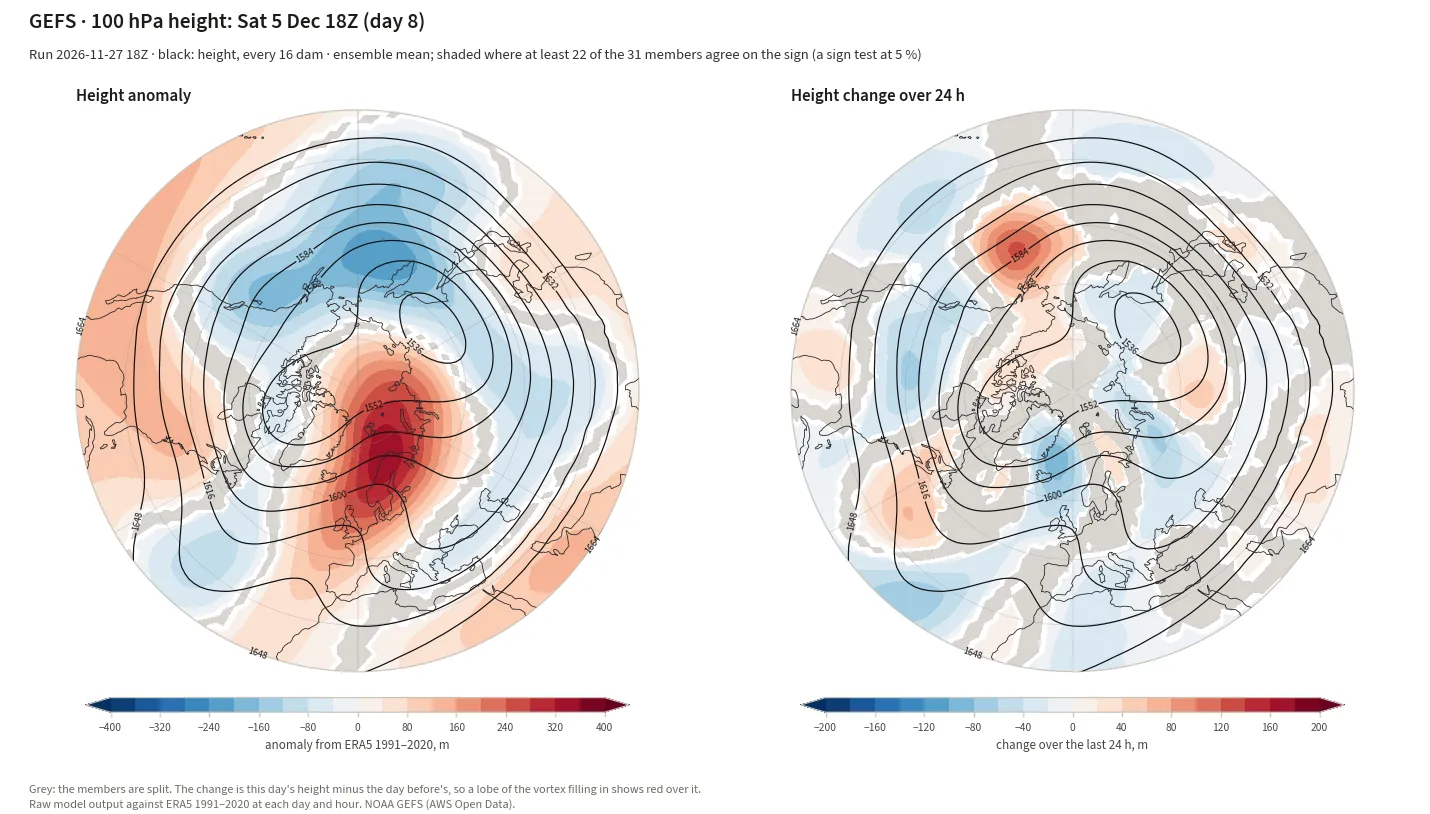 GEFS · 100 hPa height: Sat 5 Dec 18Z (day 8)
Run 2026-11-27 18Z · black: height, every 16 dam · ensemble mean; shaded where at least 22 of the 31 members agree on the sign (a sign test at 5 %)
Height anomaly
Height change over 24 h
1584
1568
1632
1664
1536
1552
1616
1600
1648
1664
1648
1584
1568
1632
1664
1536
1552
1616
1600
1648
1664
1648
−400 −320 −240 −160 −80 0 80 160 240 320 400
anomaly from ERA5 1991–2020, m
−200 −160 −120 −80 −40 0 40 80 120 160 200
change over the last 24 h, m
Grey: the members are split. The change is this day's height minus the day before's, so a lobe of the vortex filling in shows red over it.
Raw model output against ERA5 1991–2020 at each day and hour. NOAA GEFS (AWS Open Data).